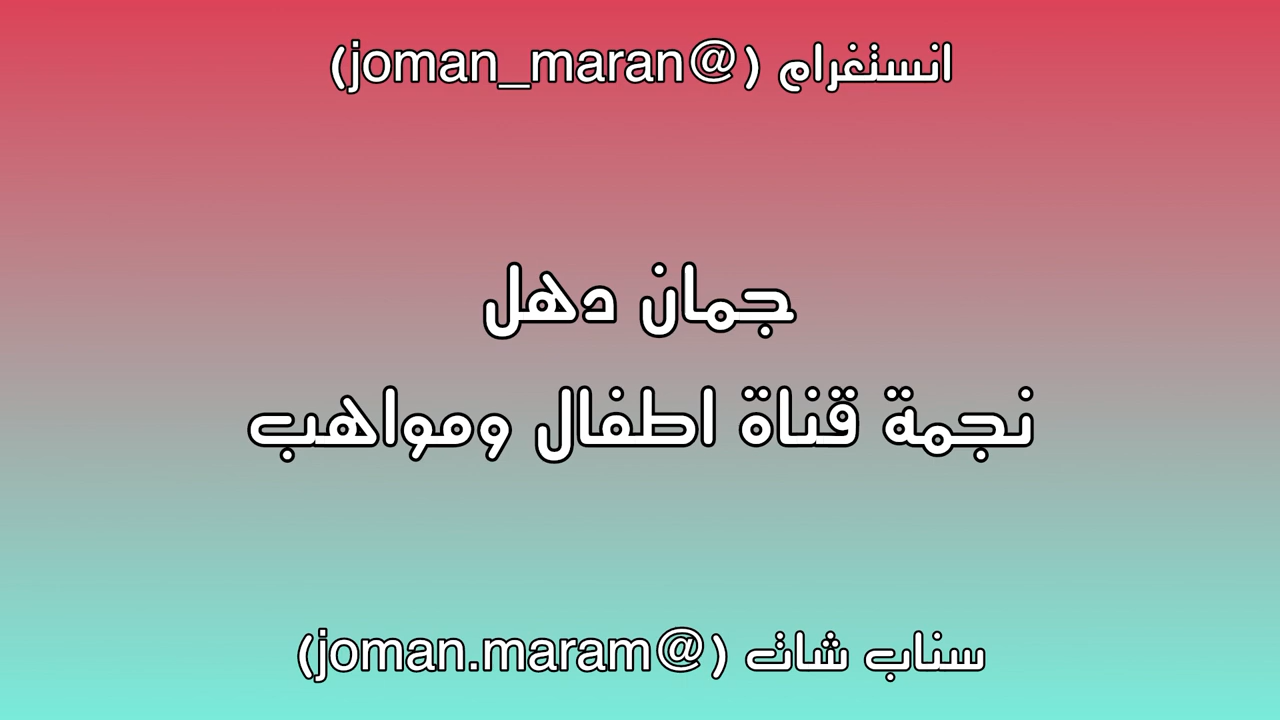 انستغرام (@joman_maran)
جمان دهل
نجمة قناة اطفال ومواهب
سناب شات (@joman.maram)